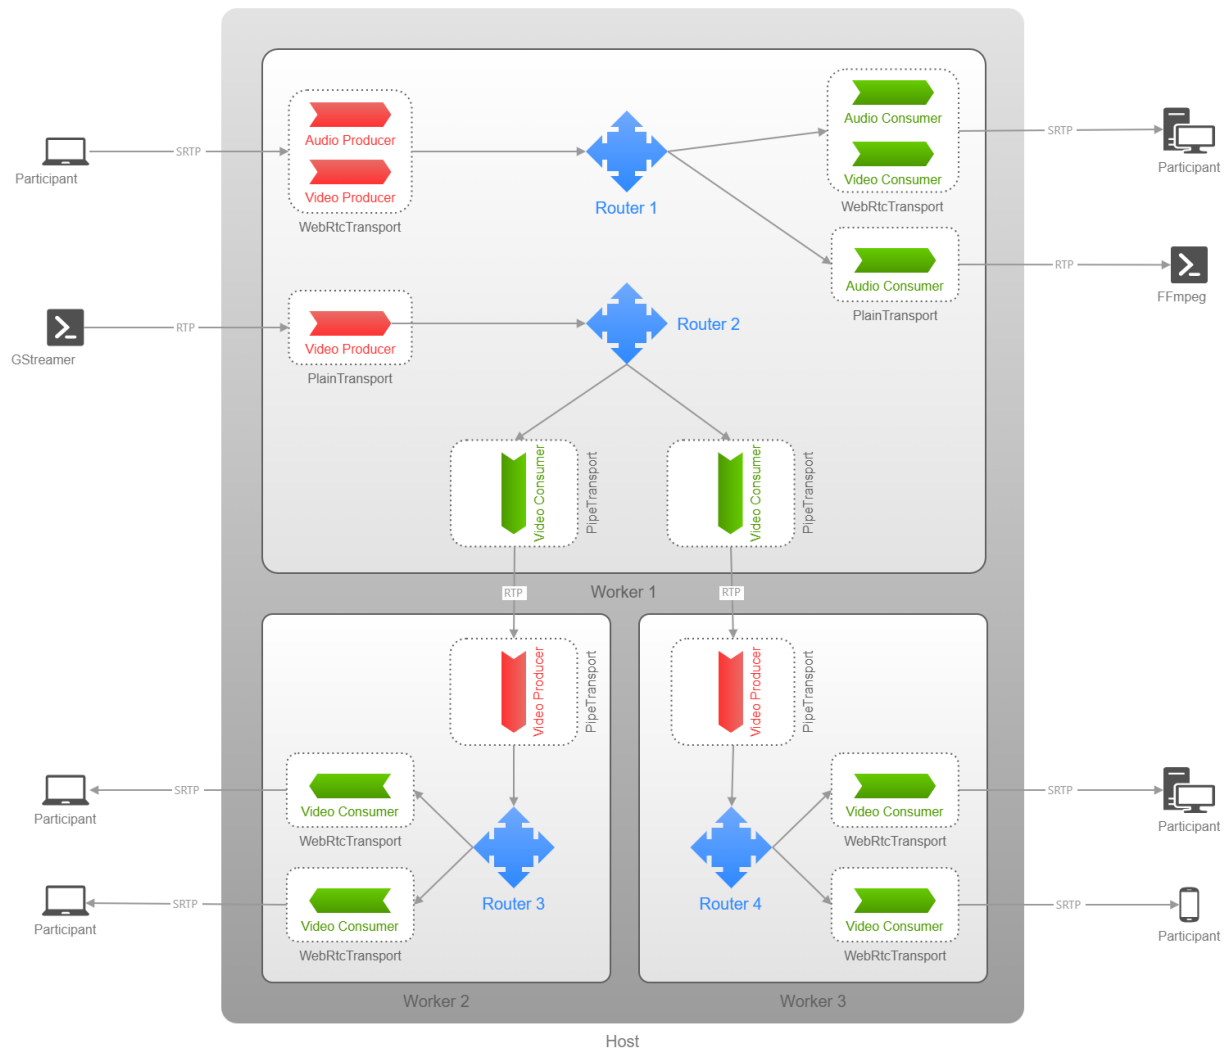 Participant
SRTP
Audio Producer
Video Producer
WebRtcTransport
Router 1
Audio Consumer
Video Consumer
WebRtcTransport
SRTP
Participant
Audio Consumer
PlainTransport
RTP
FFmpeg
GStreamer
RTP
Video Producer
PlainTransport
Router 2
Video Consumer
PipeTransport
Video Consumer
PipeTransport
RTP
RTP
Worker 1
Video Producer
PipeTransport
Video Producer
PipeTransport
Participant
SRTP
Video Consumer
WebRtcTransport
Participant
SRTP
Video Consumer
WebRtcTransport
Router 3
Router 4
Video Consumer
WebRtcTransport
SRTP
Participant
Video Consumer
WebRtcTransport
SRTP
Participant
Worker 2
Worker 3
Host